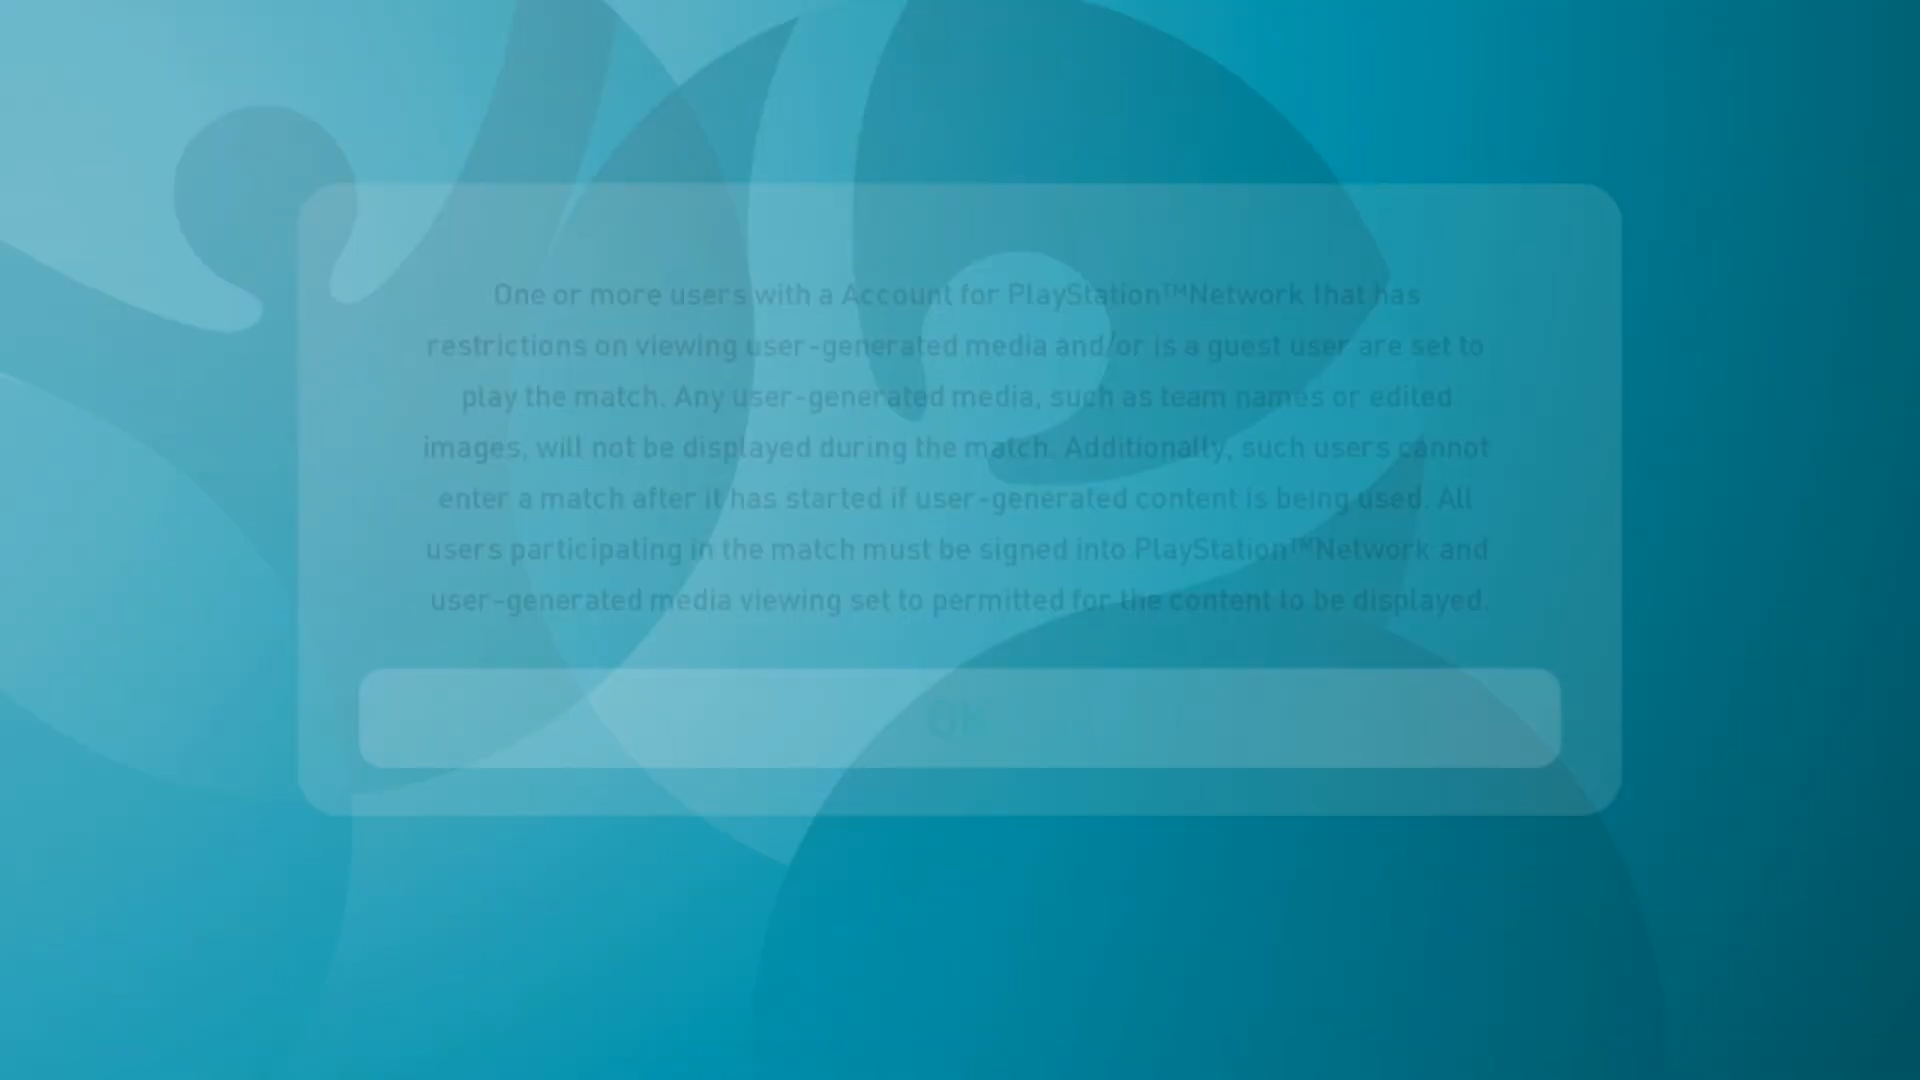 One or more users with a Account for PlayStation™Network that has
restrictions on viewing user-generated media and/or is a guest user are set to
play the match. Any user-generated media, such as team names or edited
images, will not be displayed during the match. Additionally, such users cannot
enter a match after it has started if user-generated content is being used. All
users participating in the match must be signed into PlayStation™Network and
user-generated media viewing set to permitted for the content to be displayed.
OK